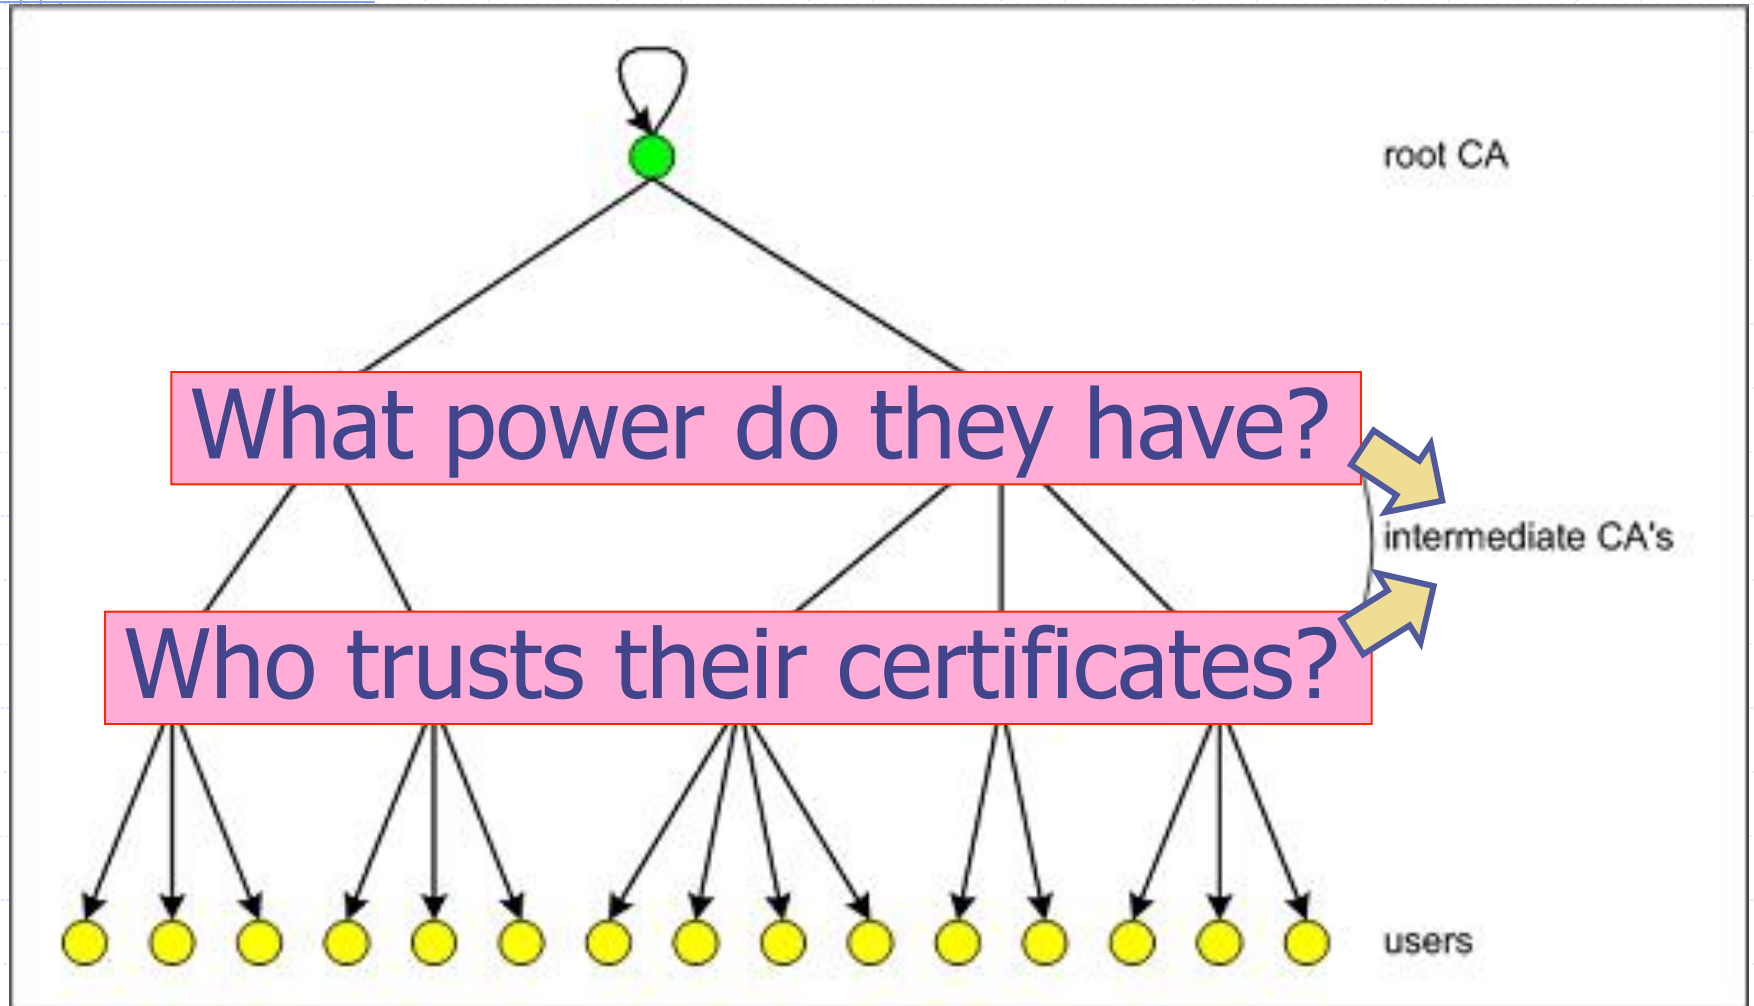 root CA
What power do they have?
intermediate CA's
Who trusts their certificates?
users